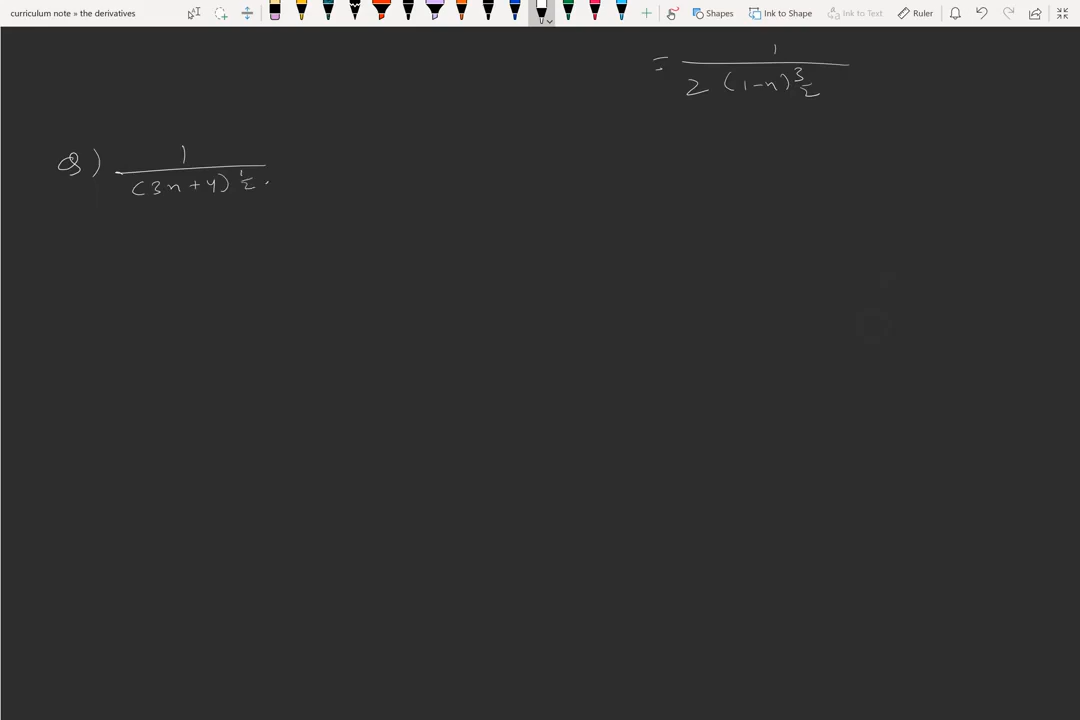 curriculum note » the derivatives
Shapes
Ink to Shape
Ink to Text
Ruler
= 1 / 2 (1-x)^3/2
Q) 1 / (3x+4)^1/2.